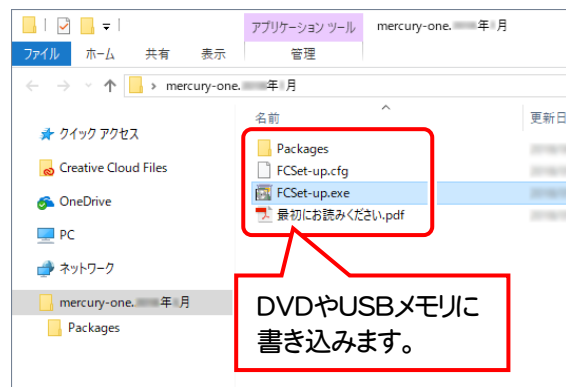 アプリケーション ツール
mercury-one. 年 月
ファイル
ホーム
共有
表示
管理
mercury-one. 年 月
名前
更新日
クイック アクセス
Creative Cloud Files
OneDrive
PC
ネットワーク
mercury-one. 年 月
Packages
Packages
FCSet-up.cfg
FCSet-up.exe
最初にお読みください.pdf
DVDやUSBメモリに
書き込みます。